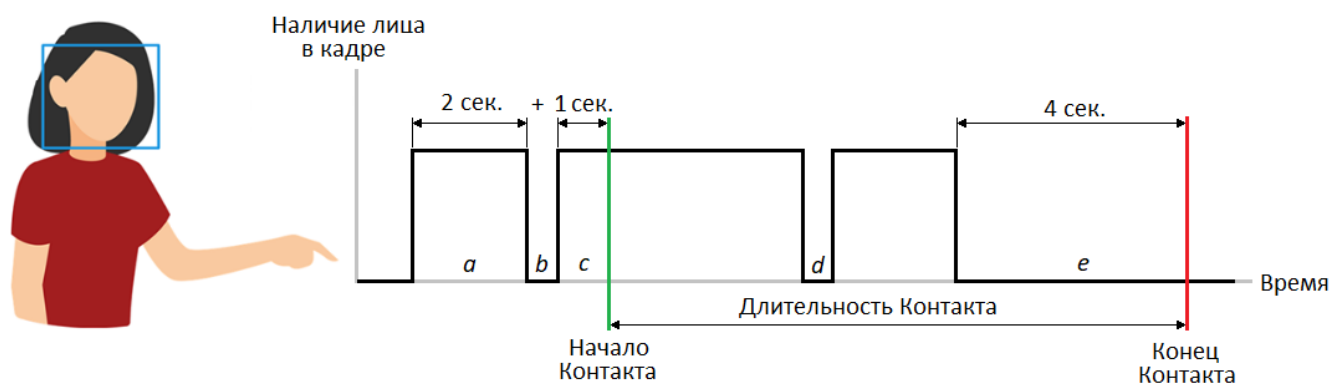 Наличие лица
в кадре
2 сек. + 1 сек.
4 сек.
a b c d e
Время
Длительность Контакта
Начало
Контакта
Конец
Контакта